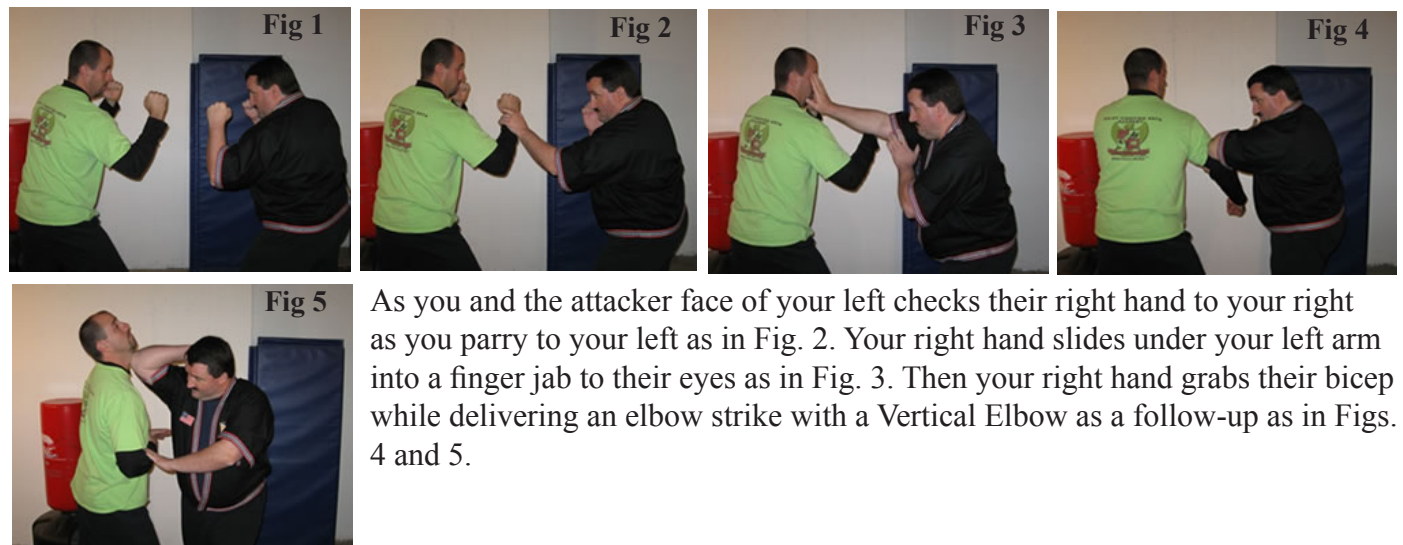 Fig 1
Fig 2
Fig 3
Fig 4
Fig 5
As you and the attacker face of your left checks their right hand to your right
as you parry to your left as in Fig. 2. Your right hand slides under your left arm
into a finger jab to their eyes as in Fig. 3. Then your right hand grabs their bicep
while delivering an elbow strike with a Vertical Elbow as a follow-up as in Figs.
4 and 5.